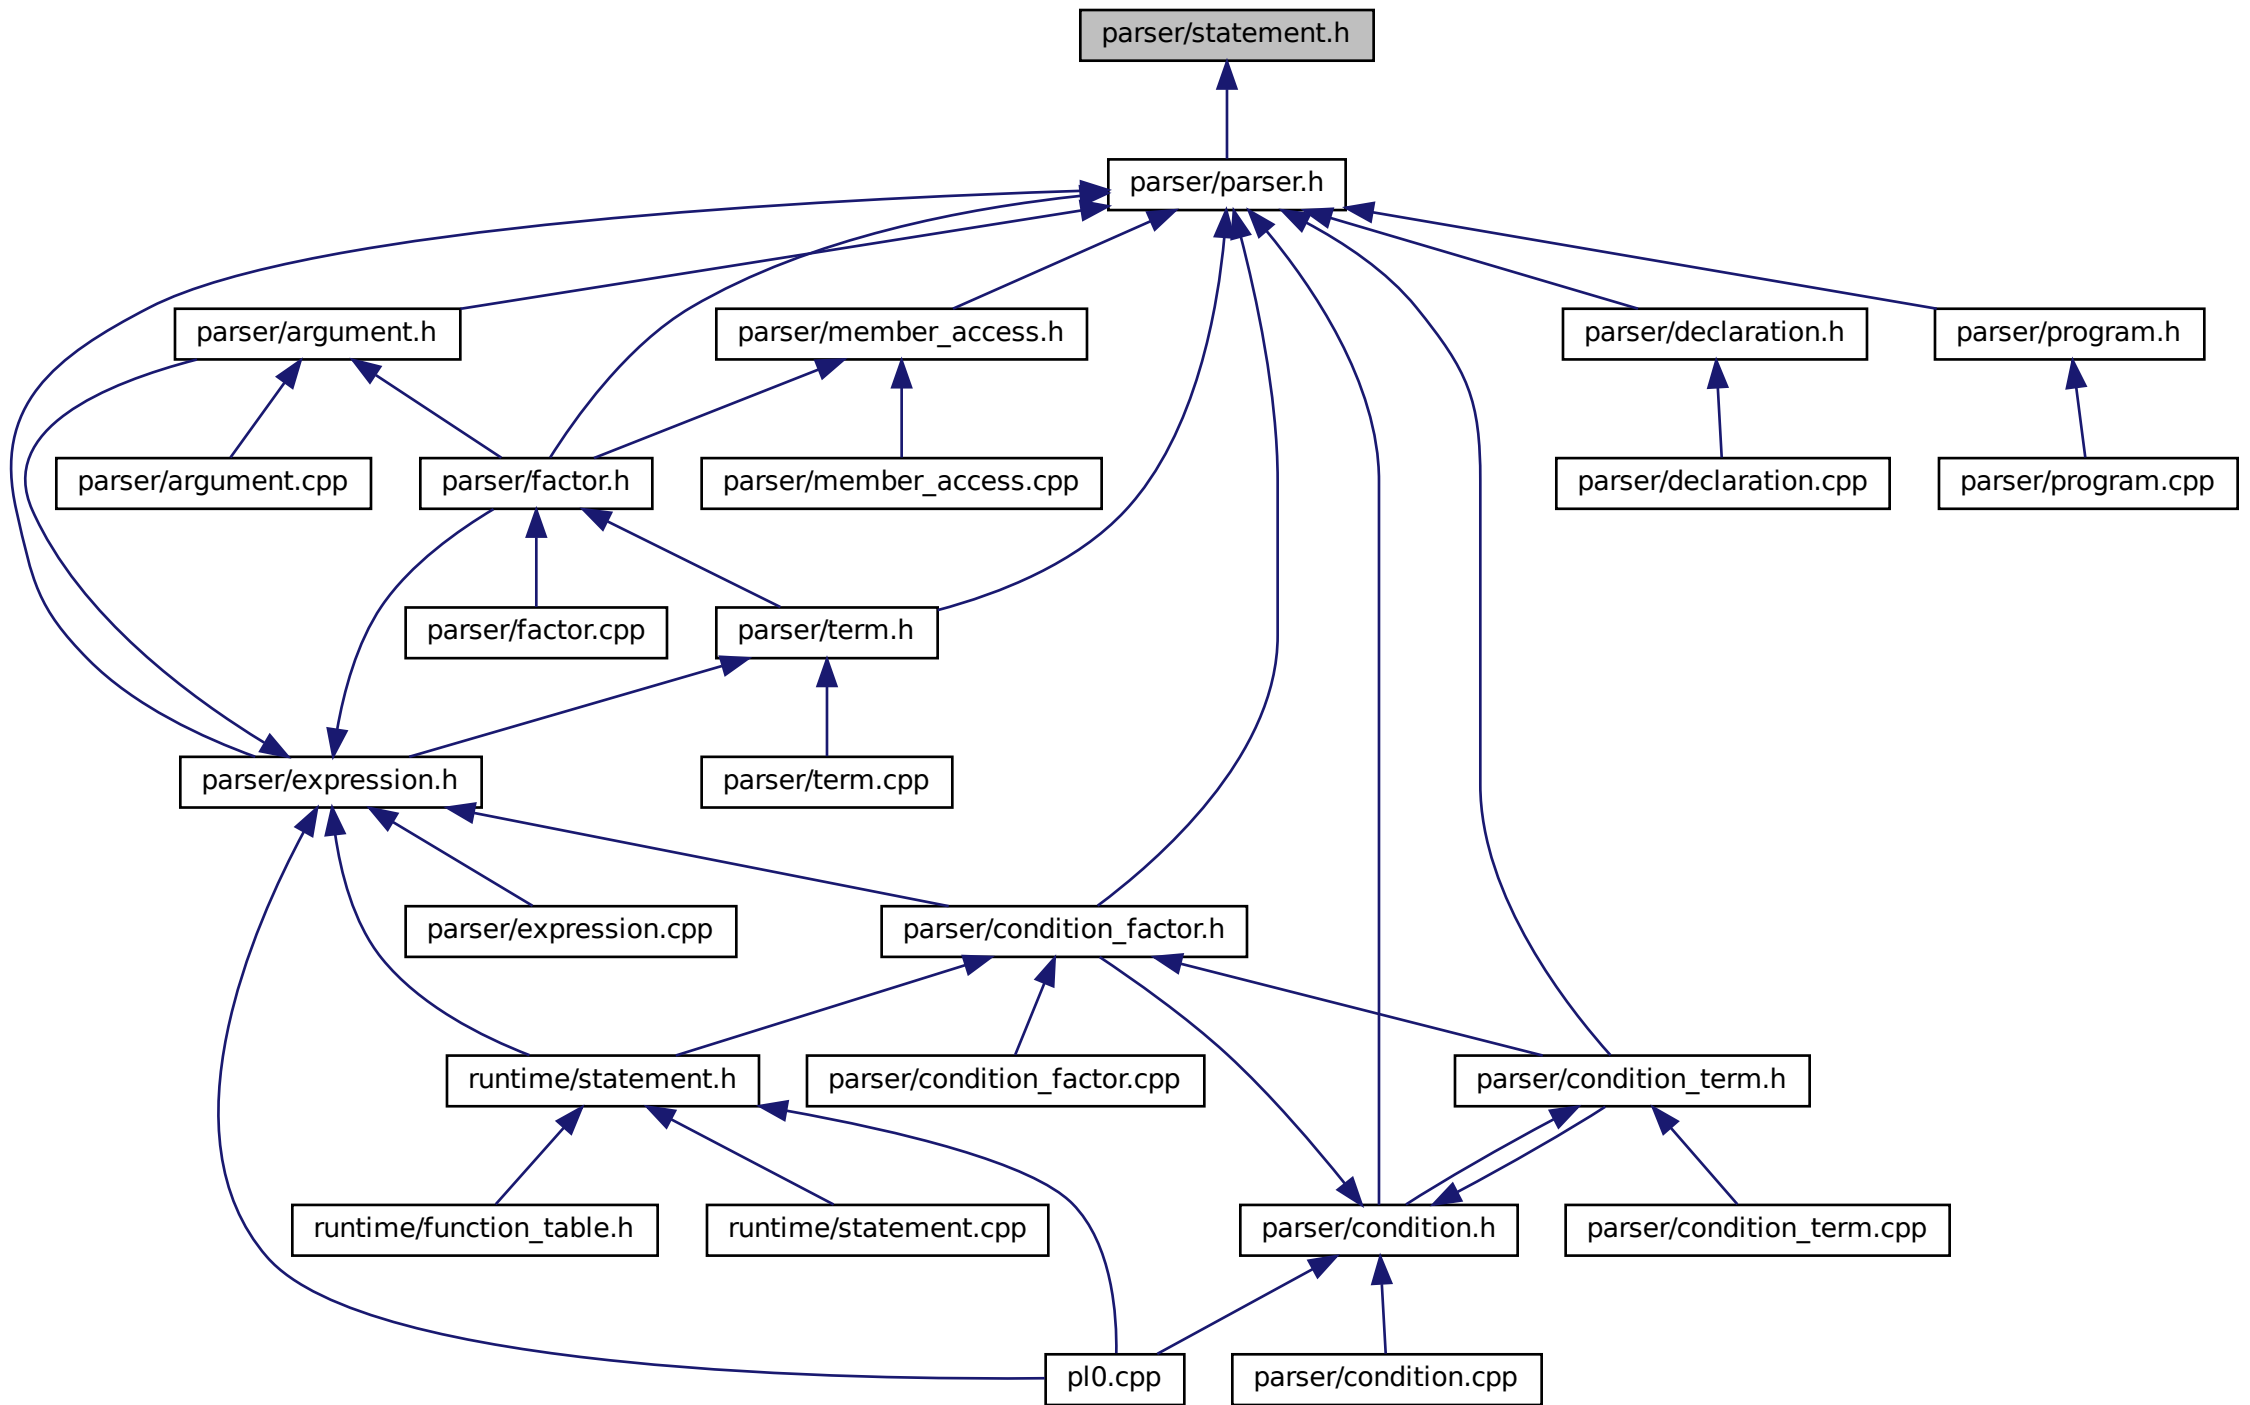 parser/statement.h
parser/parser.h
parser/argument.h
parser/member_access.h
parser/declaration.h
parser/program.h
parser/argument.cpp
parser/factor.h
parser/member_access.cpp
parser/declaration.cpp
parser/program.cpp
parser/factor.cpp
parser/term.h
parser/expression.h
parser/term.cpp
parser/expression.cpp
parser/condition_factor.h
runtime/statement.h
parser/condition_factor.cpp
parser/condition_term.h
runtime/function_table.h
runtime/statement.cpp
parser/condition.h
parser/condition_term.cpp
pl0.cpp
parser/condition.cpp